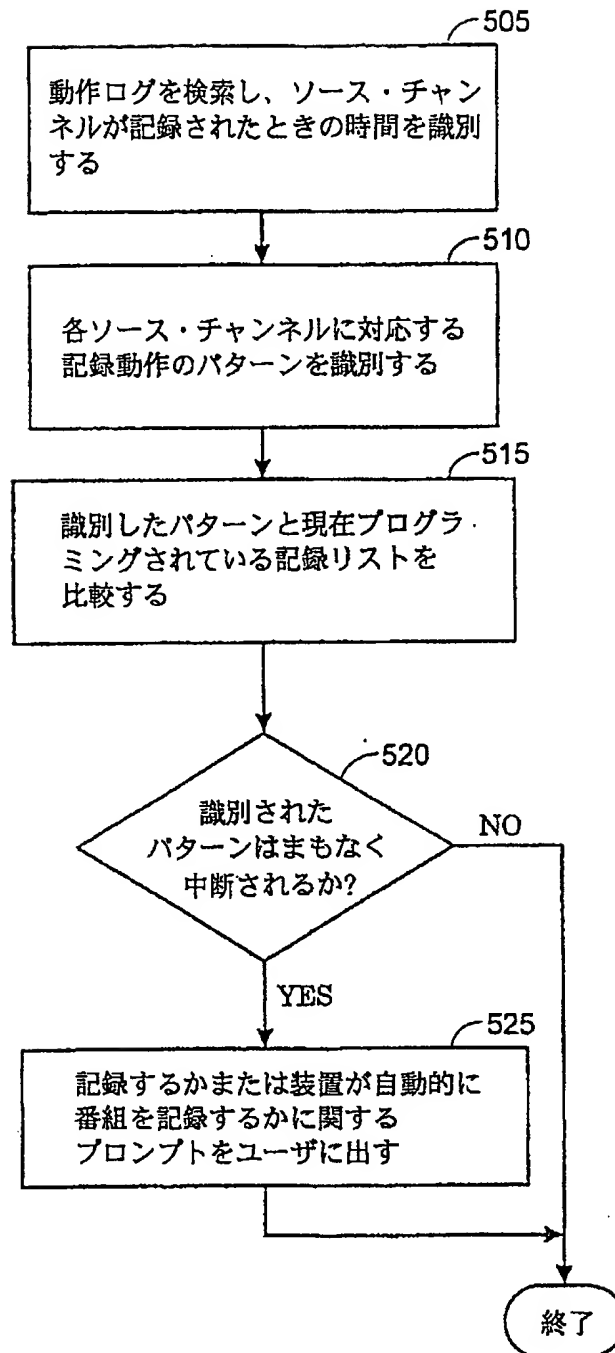 505
動作ログを検索し、ソース・チャン
ネルが記録されたときの時間を識別
する
510
各ソース・チャンネルに対応する
記録動作のパターンを識別する
515
識別したパターンと現在プログラ
ミングされている記録リストを
比較する
520
識別された
パターンはまもなく
中断されるか?
NO
YES
525
記録するかまたは装置が自動的に
番組を記録するかに関する
プロンプトをユーザに出す
終了